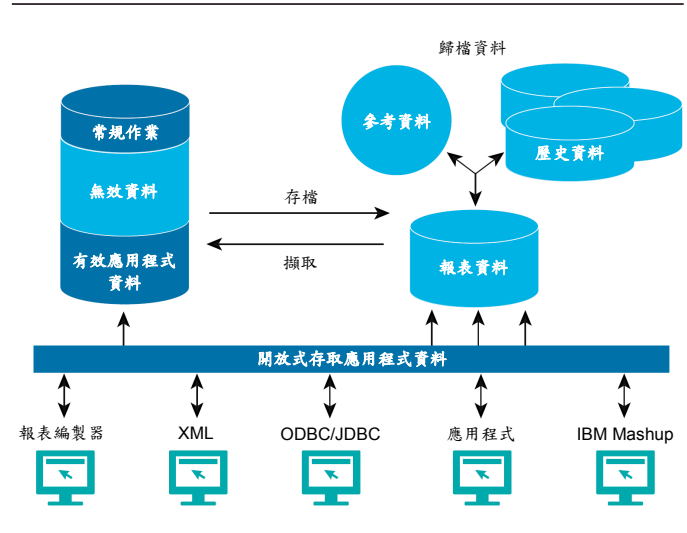 歸檔資料
常規作業
參考資料
歷史資料
無效資料
存檔
擷取
有效應用程式
資料
報表資料
開放式存取應用程式資料
報表編製器
XML
ODBC/JDBC
應用程式
IBM Mashup